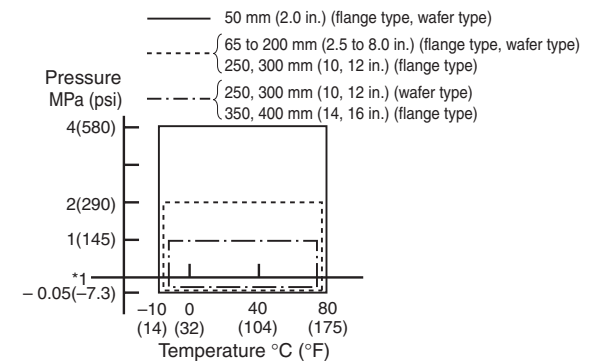 50 mm (2.0 in.) (flange type, wafer type)
65 to 200 mm (2.5 to 8.0 in.) (flange type, wafer type)
250, 300 mm (10, 12 in.) (flange type)
250, 300 mm (10, 12 in.) (wafer type)
350, 400 mm (14, 16 in.) (flange type)
Pressure
MPa (psi)
4(580)
2(290)
1(145)
*1
– 0.05(–7.3)
–10 0 40 80
(14) (32) (104) (175)
Temperature °C (°F)